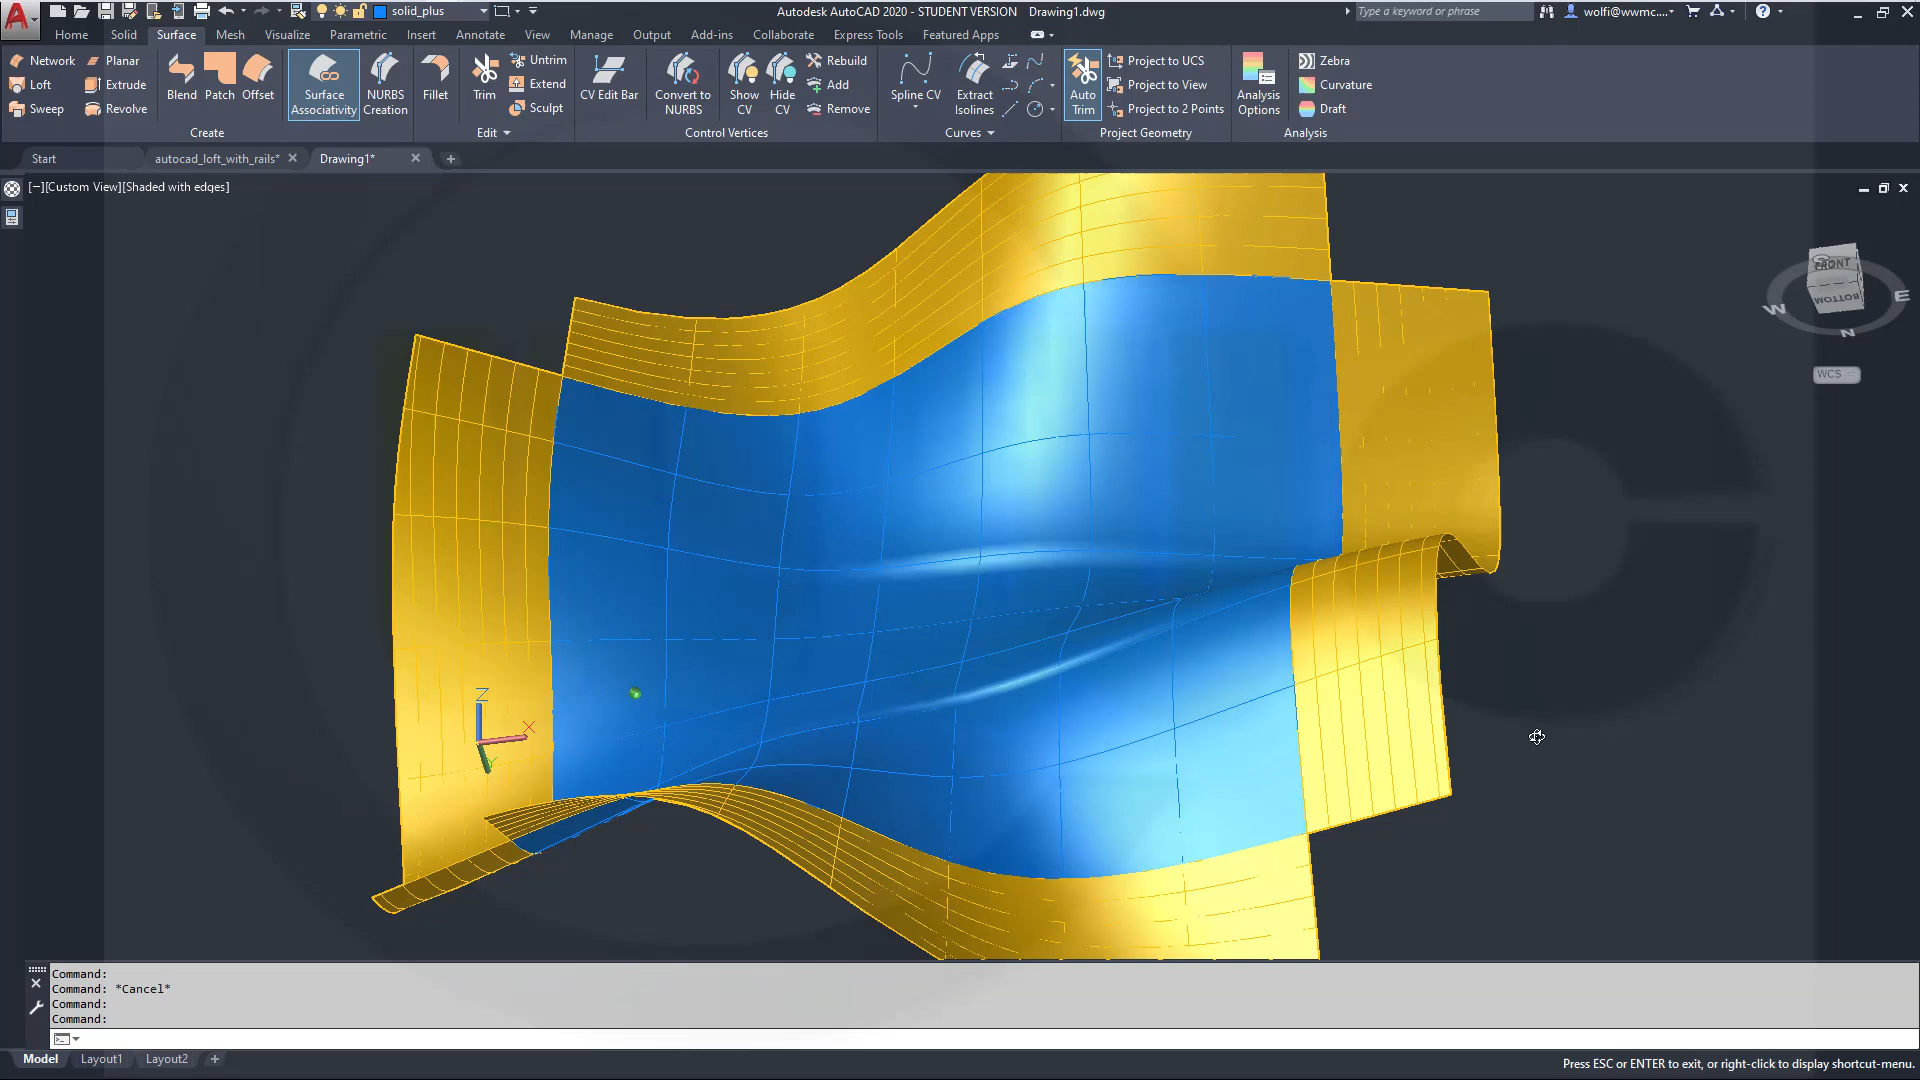 solid_plus
Autodesk AutoCAD 2020 - STUDENT VERSION Drawing1.dwg
Type a keyword or phrase
wolfi@wwmc....
Home Solid Surface Mesh Visualize Parametric Insert Annotate View Manage Output Add-ins Collaborate Express Tools Featured Apps
Network Planar
Loft Extrude
Sweep Revolve
Create
Blend Patch Offset
Surface Associativity
NURBS Creation
Fillet
Trim
Untrim
Extend
Sculpt
Edit
CV Edit Bar
Convert to NURBS
Show CV
Hide CV
Rebuild
Add
Remove
Control Vertices
Spline CV
Extract Isolines
Curves
Auto Trim
Project to UCS
Project to View
Project to 2 Points
Project Geometry
Analysis Options
Zebra
Curvature
Draft
Analysis
Start autocad_loft_with_rails* Drawing1*
[−][Custom View][Shaded with edges]
FRONT
BOTTOM
S
W
E
N
WCS
Z
X
Y
Command:
Command: *Cancel*
Command:
Command:
Model Layout1 Layout2
Press ESC or ENTER to exit, or right-click to display shortcut-menu.